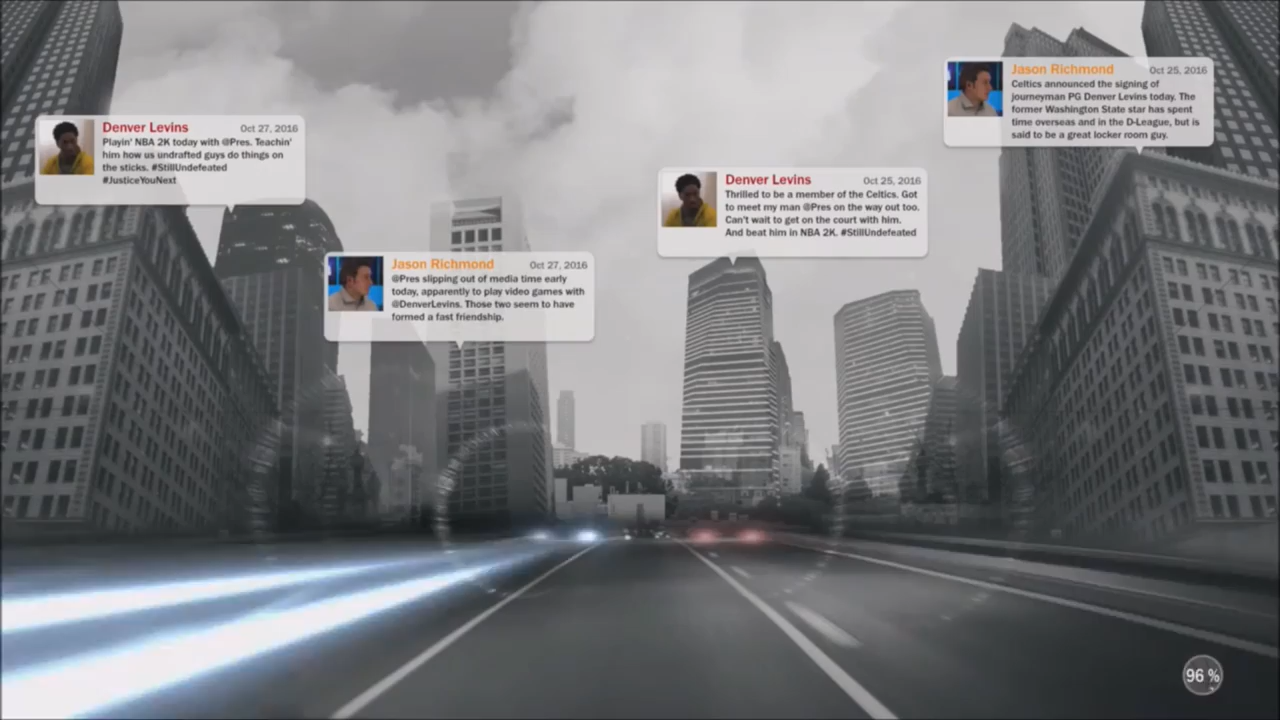 Denver Levins Oct 27, 2016
Playin' NBA 2K today with @Pres. Teachin'
him how us undrafted guys do things on
the sticks. #StillUndefeated
#JusticeYouNext
Jason Richmond Oct 27, 2016
@Pres slipping out of media time early
today, apparently to play video games with
@DenverLevins. Those two seem to have
formed a fast friendship.
Denver Levins Oct 25, 2016
Thrilled to be a member of the Celtics. Got
to meet my man @Pres on the way out too.
Can't wait to get on the court with him.
And beat him in NBA 2K. #StillUndefeated
Jason Richmond Oct 25, 2016
Celtics announced the signing of
journeyman PG Denver Levins today. The
former Washington State star has spent
time overseas and in the D-League, but is
said to be a great locker room guy.
96 %